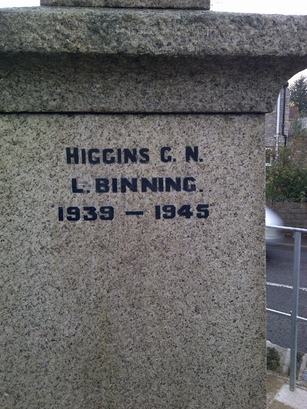 HIGGINS G. N.
L. BINNING.
1939 — 1945